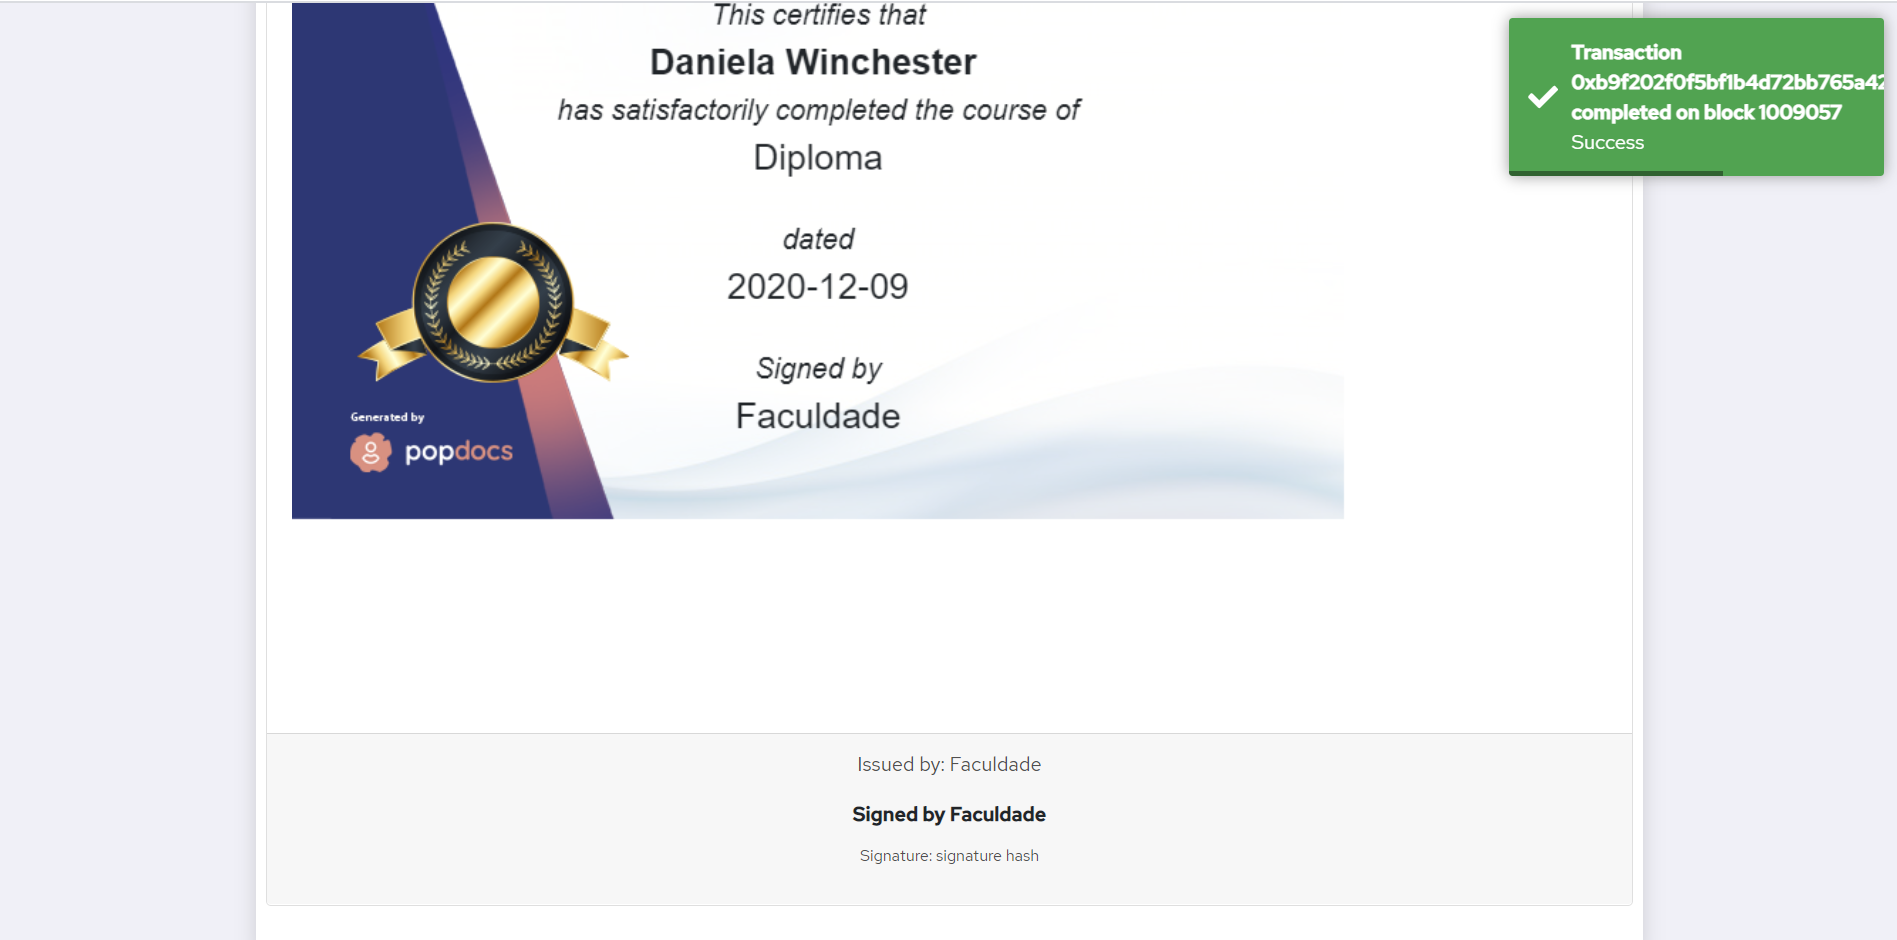 This certifies that
Daniela Winchester
has satisfactorily completed the course of
Diploma
dated
2020-12-09
Signed by
Faculdade
Generated by
popdocs
Transaction
0xb9f202f0f5bf1b4d72bb765a42
completed on block 1009057
Success
Issued by: Faculdade
Signed by Faculdade
Signature: signature hash